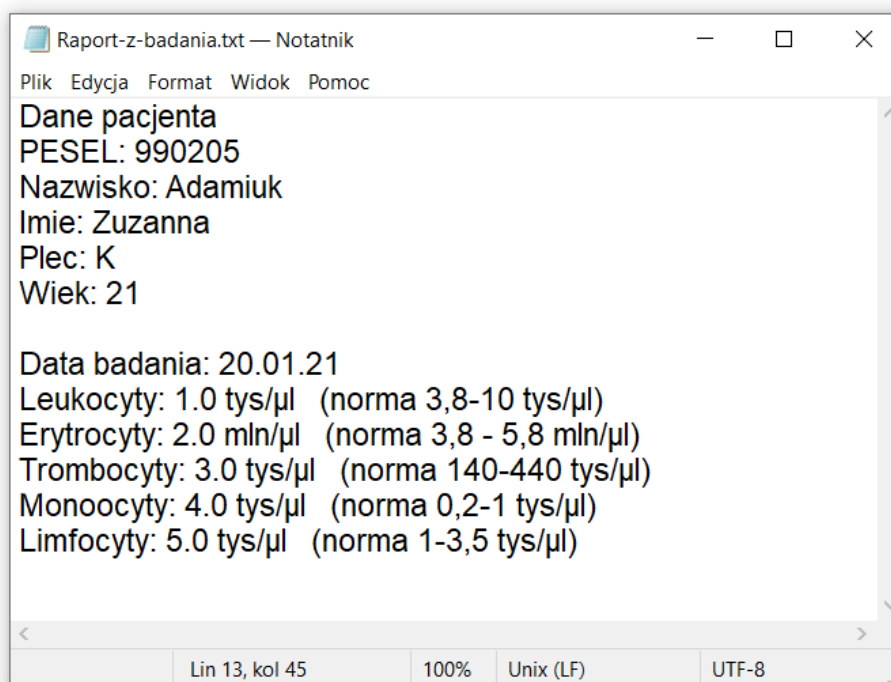 Raport-z-badania.txt — Notatnik
Plik Edycja Format Widok Pomoc
Dane pacjenta
PESEL: 990205
Nazwisko: Adamiuk
Imie: Zuzanna
Plec: K
Wiek: 21
Data badania: 20.01.21
Leukocyty: 1.0 tys/µl (norma 3,8-10 tys/µl)
Erytrocyty: 2.0 mln/µl (norma 3,8 - 5,8 mln/µl)
Trombocyty: 3.0 tys/µl (norma 140-440 tys/µl)
Monoocyty: 4.0 tys/µl (norma 0,2-1 tys/µl)
Limfocyty: 5.0 tys/µl (norma 1-3,5 tys/µl)
Lin 13, kol 45 100% Unix (LF) UTF-8